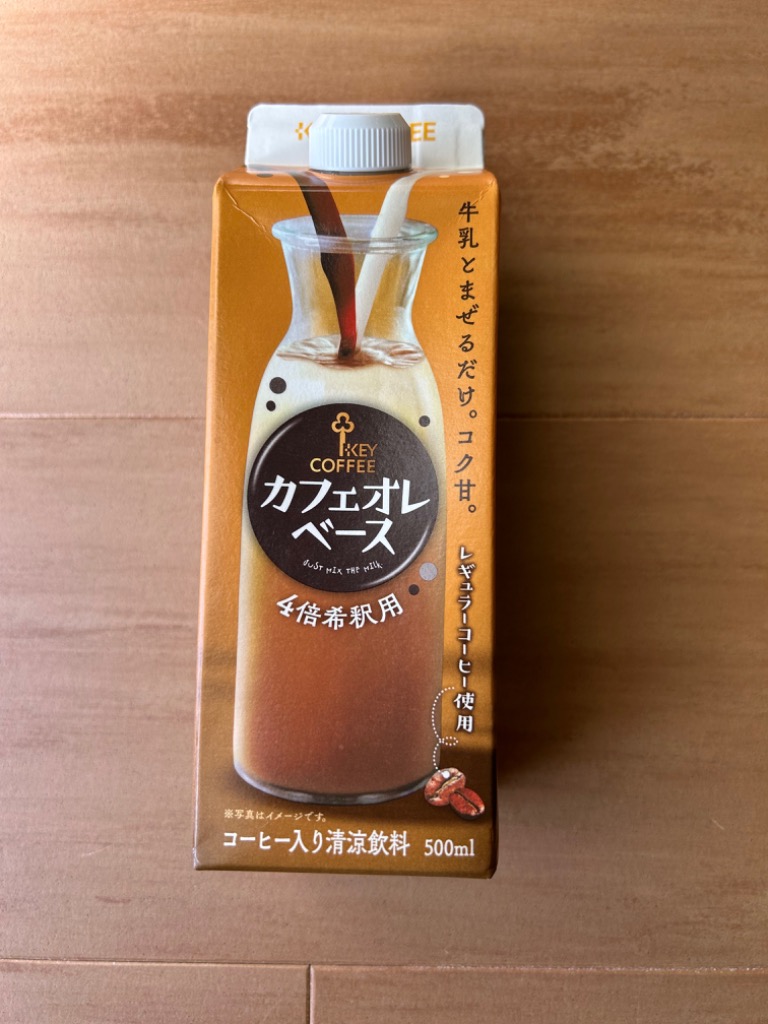 牛乳とまぜるだけ。コク甘。
KEY
COFFEE
カフェオレ
ベース
JUST MIX THE MILK
4倍希釈用
レギュラーコーヒー使用
※写真はイメージです。
コーヒー入り清涼飲料 500ml